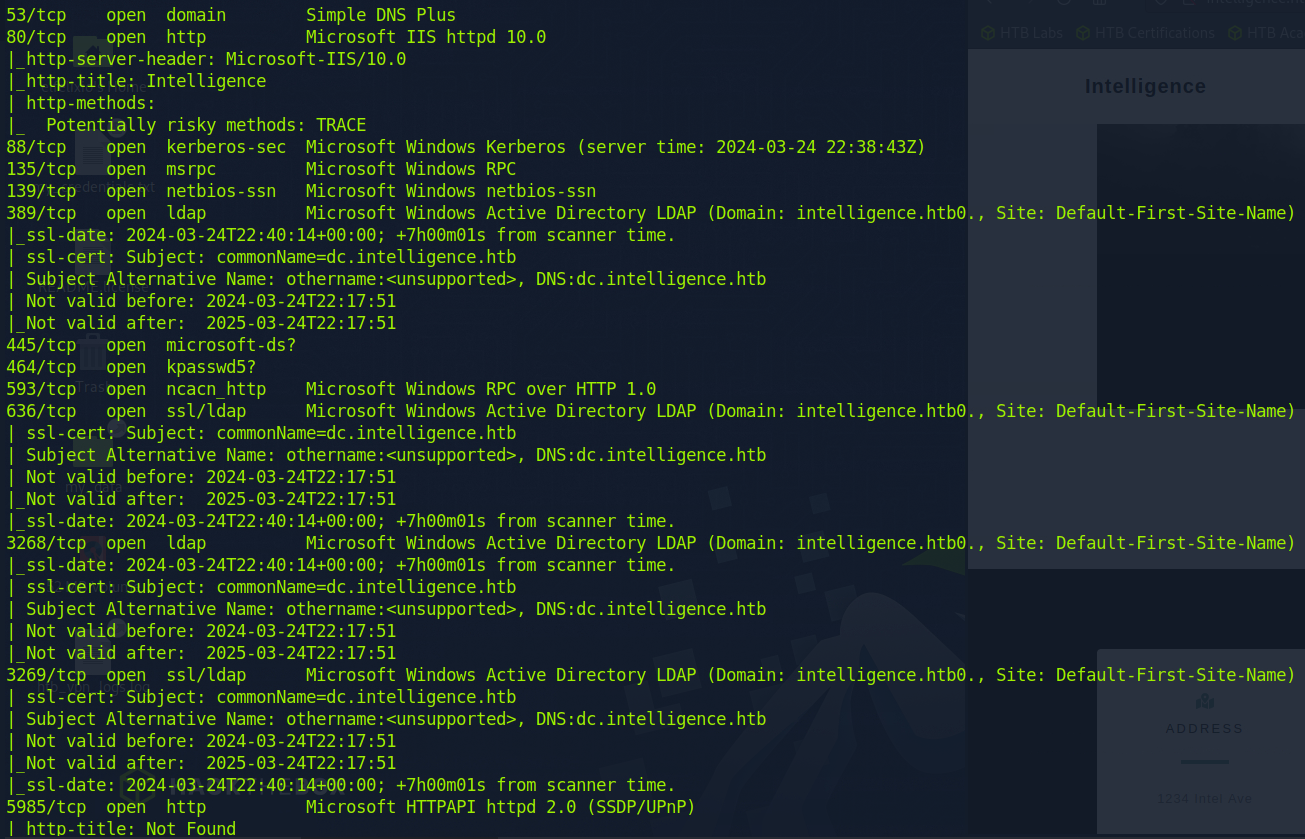 53/tcp    open  domain        Simple DNS Plus
80/tcp    open  http          Microsoft IIS httpd 10.0
|_http-server-header: Microsoft-IIS/10.0
|_http-title: Intelligence
| http-methods:
|_  Potentially risky methods: TRACE
88/tcp    open  kerberos-sec  Microsoft Windows Kerberos (server time: 2024-03-24 22:38:43Z)
135/tcp   open  msrpc         Microsoft Windows RPC
139/tcp   open  netbios-ssn   Microsoft Windows netbios-ssn
389/tcp   open  ldap          Microsoft Windows Active Directory LDAP (Domain: intelligence.htb0., Site: Default-First-Site-Name)
|_ssl-date: 2024-03-24T22:40:14+00:00; +7h00m01s from scanner time.
| ssl-cert: Subject: commonName=dc.intelligence.htb
| Subject Alternative Name: othername:<unsupported>, DNS:dc.intelligence.htb
| Not valid before: 2024-03-24T22:17:51
|_Not valid after:  2025-03-24T22:17:51
445/tcp   open  microsoft-ds?
464/tcp   open  kpasswd5?
593/tcp   open  ncacn_http    Microsoft Windows RPC over HTTP 1.0
636/tcp   open  ssl/ldap      Microsoft Windows Active Directory LDAP (Domain: intelligence.htb0., Site: Default-First-Site-Name)
| ssl-cert: Subject: commonName=dc.intelligence.htb
| Subject Alternative Name: othername:<unsupported>, DNS:dc.intelligence.htb
| Not valid before: 2024-03-24T22:17:51
|_Not valid after:  2025-03-24T22:17:51
|_ssl-date: 2024-03-24T22:40:14+00:00; +7h00m01s from scanner time.
3268/tcp  open  ldap          Microsoft Windows Active Directory LDAP (Domain: intelligence.htb0., Site: Default-First-Site-Name)
|_ssl-date: 2024-03-24T22:40:14+00:00; +7h00m01s from scanner time.
| ssl-cert: Subject: commonName=dc.intelligence.htb
| Subject Alternative Name: othername:<unsupported>, DNS:dc.intelligence.htb
| Not valid before: 2024-03-24T22:17:51
|_Not valid after:  2025-03-24T22:17:51
3269/tcp  open  ssl/ldap      Microsoft Windows Active Directory LDAP (Domain: intelligence.htb0., Site: Default-First-Site-Name)
| ssl-cert: Subject: commonName=dc.intelligence.htb
| Subject Alternative Name: othername:<unsupported>, DNS:dc.intelligence.htb
| Not valid before: 2024-03-24T22:17:51
|_Not valid after:  2025-03-24T22:17:51
|_ssl-date: 2024-03-24T22:40:14+00:00; +7h00m01s from scanner time.
5985/tcp  open  http          Microsoft HTTPAPI httpd 2.0 (SSDP/UPnP)
| http-title: Not Found
HTB Labs  HTB Certifications  HTB
Intelligence
ADDRESS
1234 Intel Ave
Trash